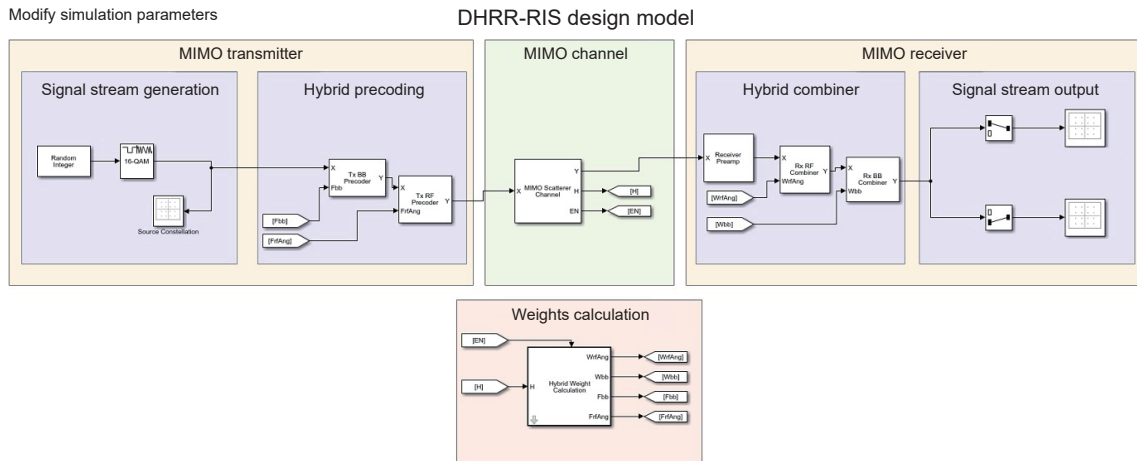 Modify simulation parameters
DHRR-RIS design model
MIMO transmitter
Signal stream generation
Random
Integer
16-QAM
Source Constellation
Hybrid precoding
X
Fbb
Tx BB
Precoder
Y
[Fbb]
[FrfAng]
X
FrfAng
Tx RF
Precoder
Y
MIMO channel
X
MIMO Scatterer
Channel
Y
H
EN
[H]
[EN]
MIMO receiver
Hybrid combiner
X
Receiver
Preamp
[WrfAng]
[Wbb]
X
WrfAng
Rx RF
Combiner
Y
X
Wbb
Rx BB
Combiner
Y
Signal stream output
Weights calculation
[EN]
[H]
H
Hybrid Weight
Calculation
WrfAng
Wbb
Fbb
FrfAng
[WrfAng]
[Wbb]
[Fbb]
[FrfAng]